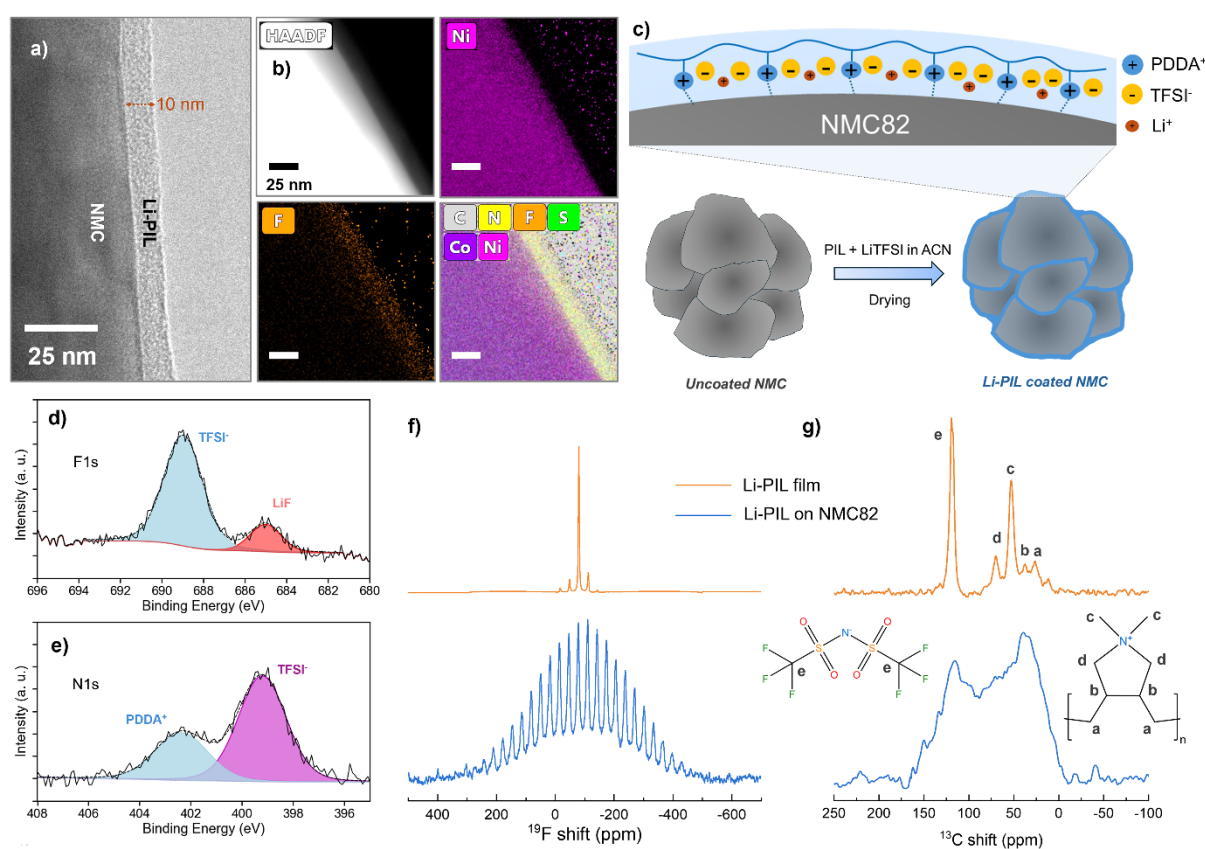 a)
10 nm
NMC
Li-PIL
25 nm
HAADF
b)
25 nm
Ni
F
C N F S
Co Ni
c)
PDDA⁺
TFSI⁻
Li⁺
NMC82
PIL + LiTFSI in ACN
Drying
Uncoated NMC
Li-PIL coated NMC
d)
F1s
TFSI⁻
LiF
Intensity (a. u.)
696 694 692 690 688 686 684 682 680
Binding Energy (eV)
e)
N1s
PDDA⁺
TFSI⁻
Intensity (a. u.)
408 406 404 402 400 398 396
Binding Energy (eV)
f)
Li-PIL film
Li-PIL on NMC82
400 200 0 -200 -400 -600
¹⁹F shift (ppm)
g)
e
c
d
b
a
O N⁻ O
S S
F F
e e
F F
F O O F
c c
N⁺
d d
b b
a a
n
250 200 150 100 50 0 -50 -100
¹³C shift (ppm)